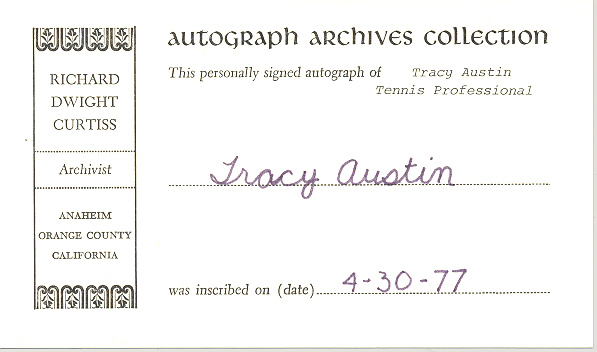 autograph archives collection
RICHARD
DWIGHT
CURTISS
Archivist
ANAHEIM
ORANGE COUNTY
CALIFORNIA
This personally signed autograph of Tracy Austin
Tennis Professional
Tracy Austin
was inscribed on (date) 4-30-77